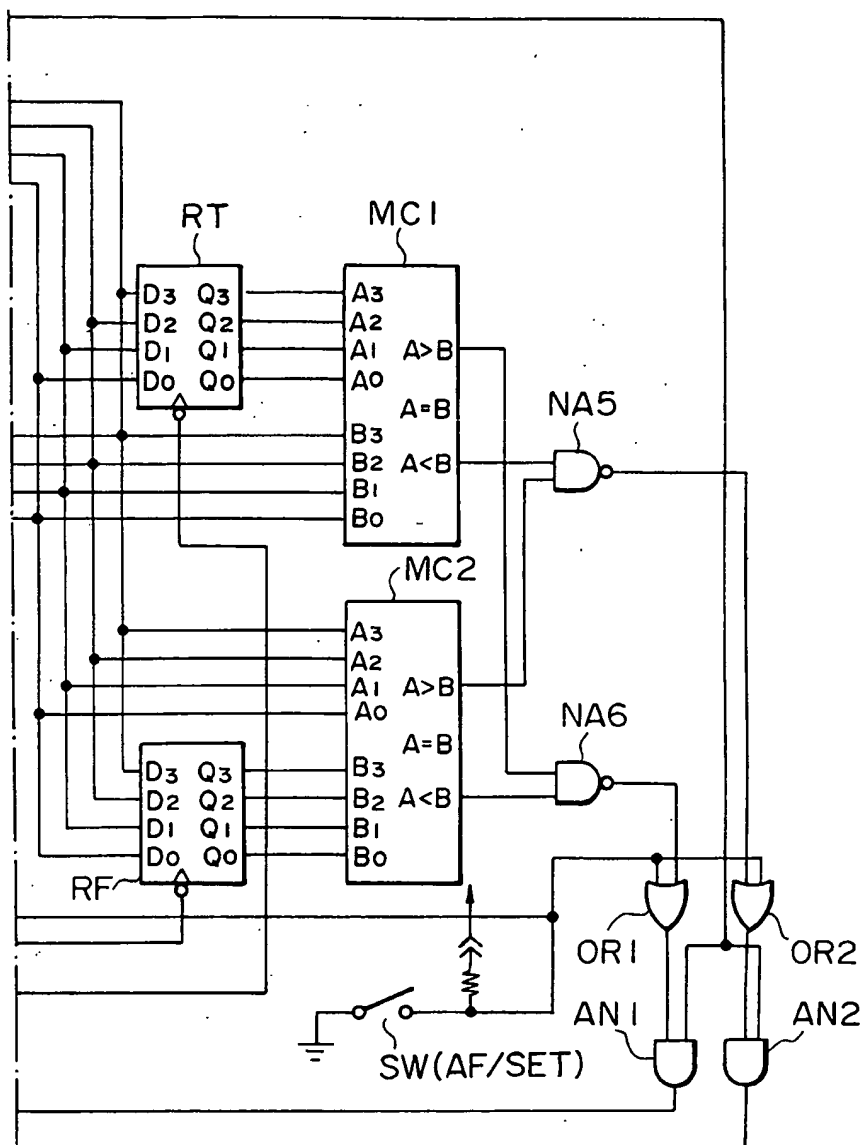 RT
MC1
D3 Q3
D2 Q2
D1 Q1
D0 Q0
A3
A2
A1 A>B
A0
A=B
B3
B2 A<B
B1
B0
NA5
MC2
A3
A2
A1 A>B
A0
A=B
B3
B2 A<B
B1
B0
NA6
D3 Q3
D2 Q2
D1 Q1
D0 Q0
RF
OR1
OR2
AN1
AN2
SW(AF/SET)